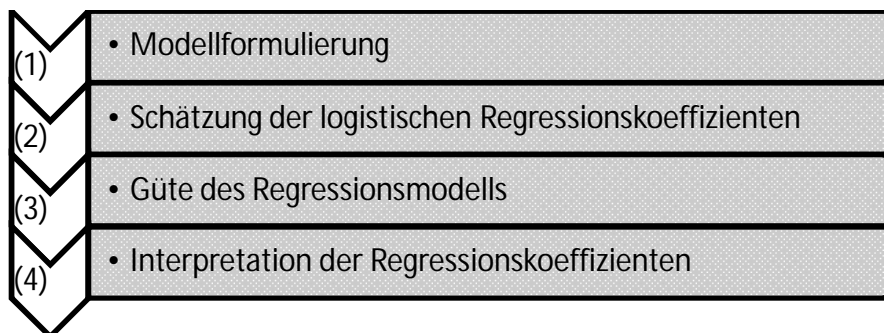 (1) • Modellformulierung
(2) • Schätzung der logistischen Regressionskoeffizienten
(3) • Güte des Regressionsmodells
(4) • Interpretation der Regressionskoeffizienten